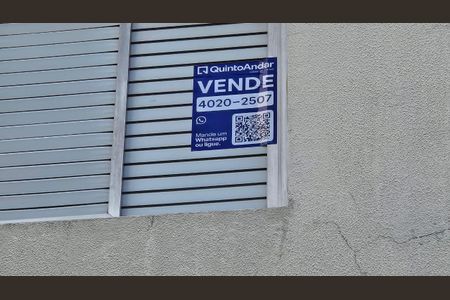 QuintoAndar
VENDE
4020-2507
Mande um
Whatsapp
ou ligue.